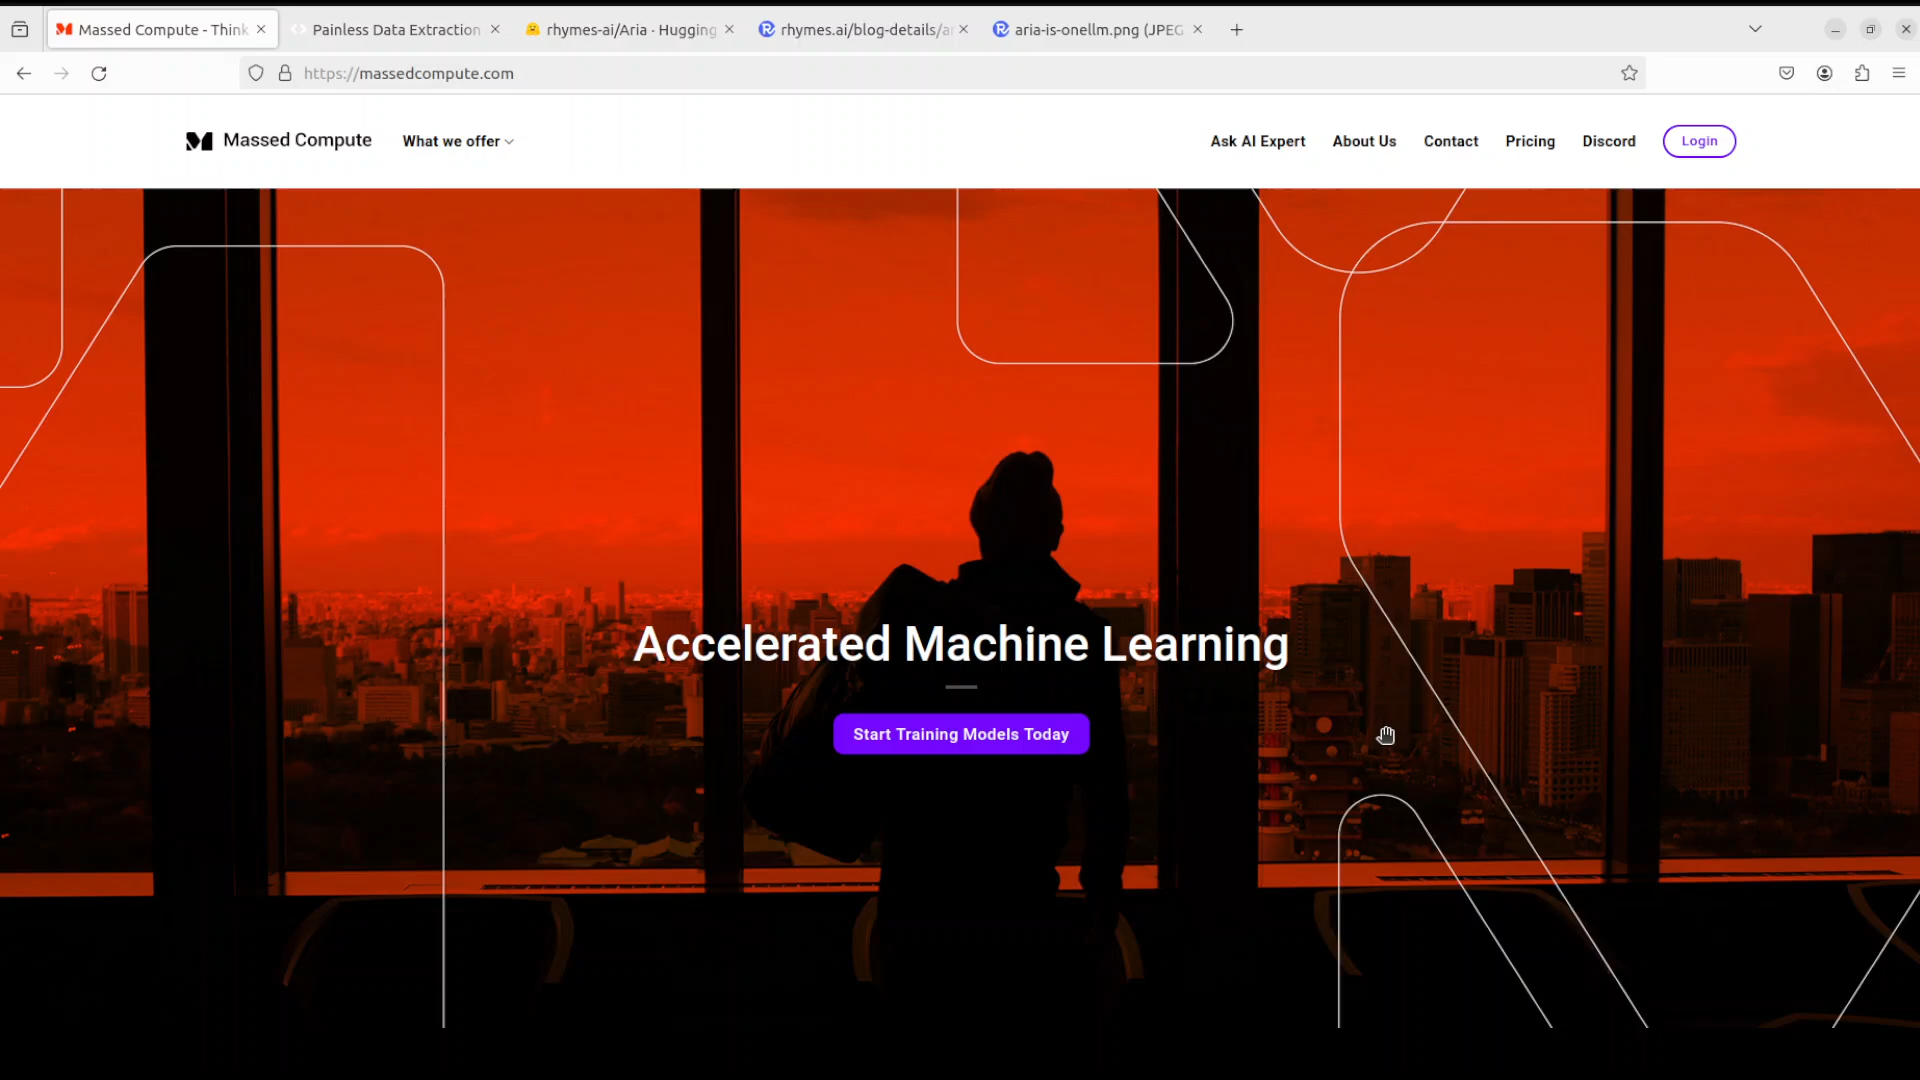 Massed Compute - Think
Painless Data Extraction
rhymes-ai/Aria · Hugging
rhymes.ai/blog-details/a
aria-is-onellm.png (JPEG
https://massedcompute.com
Massed Compute
What we offer
Ask AI Expert
About Us
Contact
Pricing
Discord
Login
Accelerated Machine Learning
Start Training Models Today